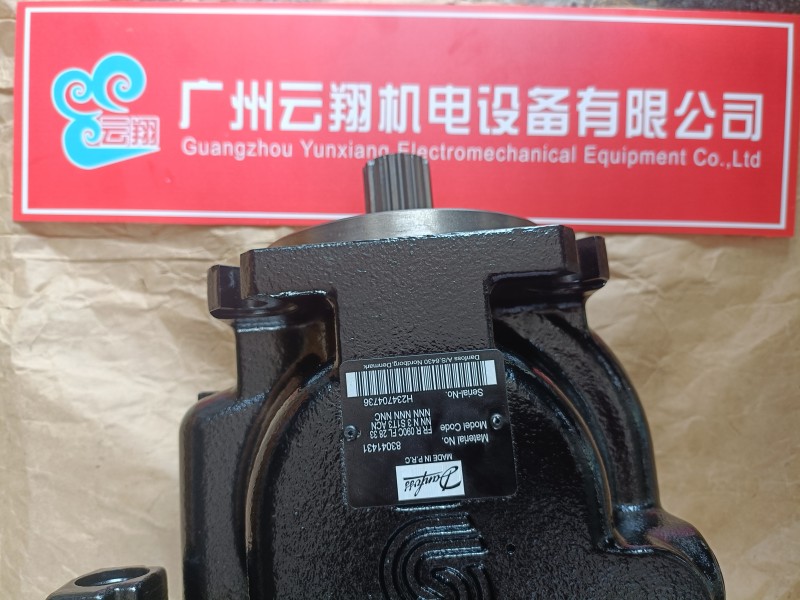 云翔
广州云翔机电设备有限公司
Guangzhou Yunxiang Electromechanical Equipment Co.,Ltd
Danfoss
MADE IN P.R.C
Material No. 83041431
Model Code FR R 090C FL 28 33
NN N 3 S1T3 ACN
NNN NNN NNC
Serial-No. H234704736
Danfoss A/S,6430 Nordborg,Denmark